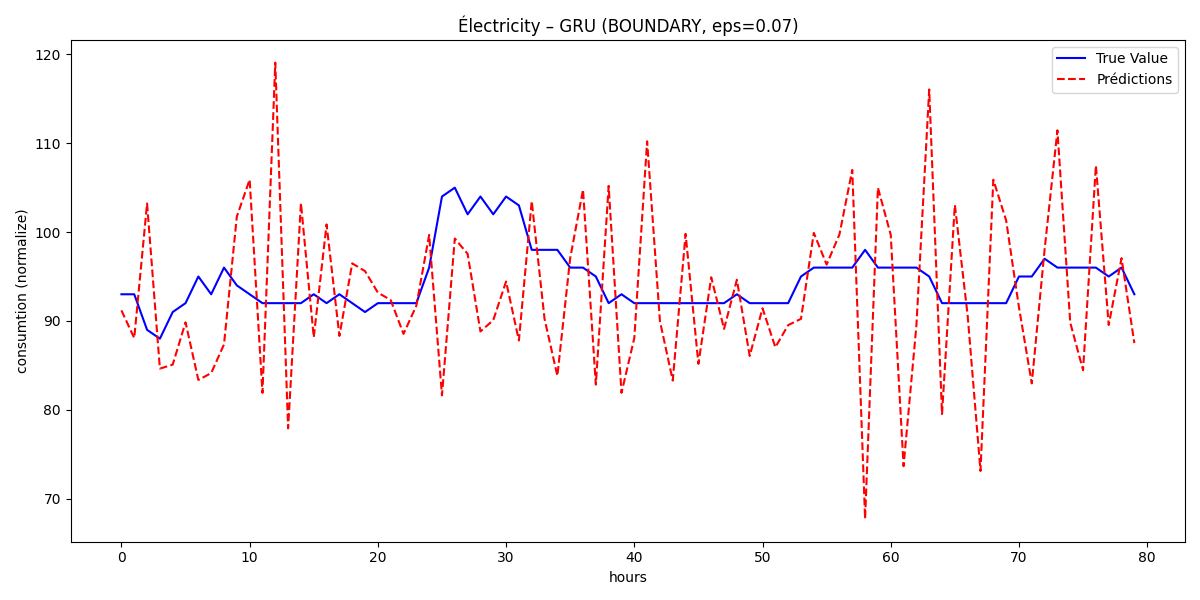 Électricity – GRU (BOUNDARY, eps=0.07)
True Value
Prédictions
consumtion (normalize)
120
110
100
90
80
70
0 10 20 30 40 50 60 70 80
hours